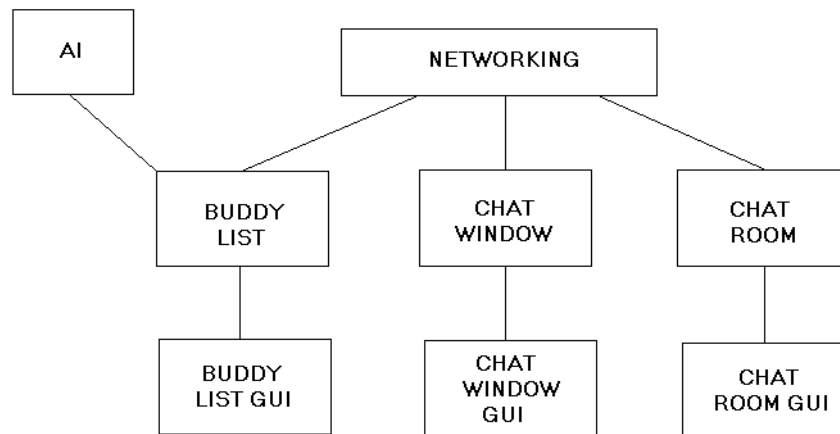 AI
NETWORKING
BUDDY
LIST
CHAT
WINDOW
CHAT
ROOM
BUDDY
LIST GUI
CHAT
WINDOW
GUI
CHAT
ROOM GUI